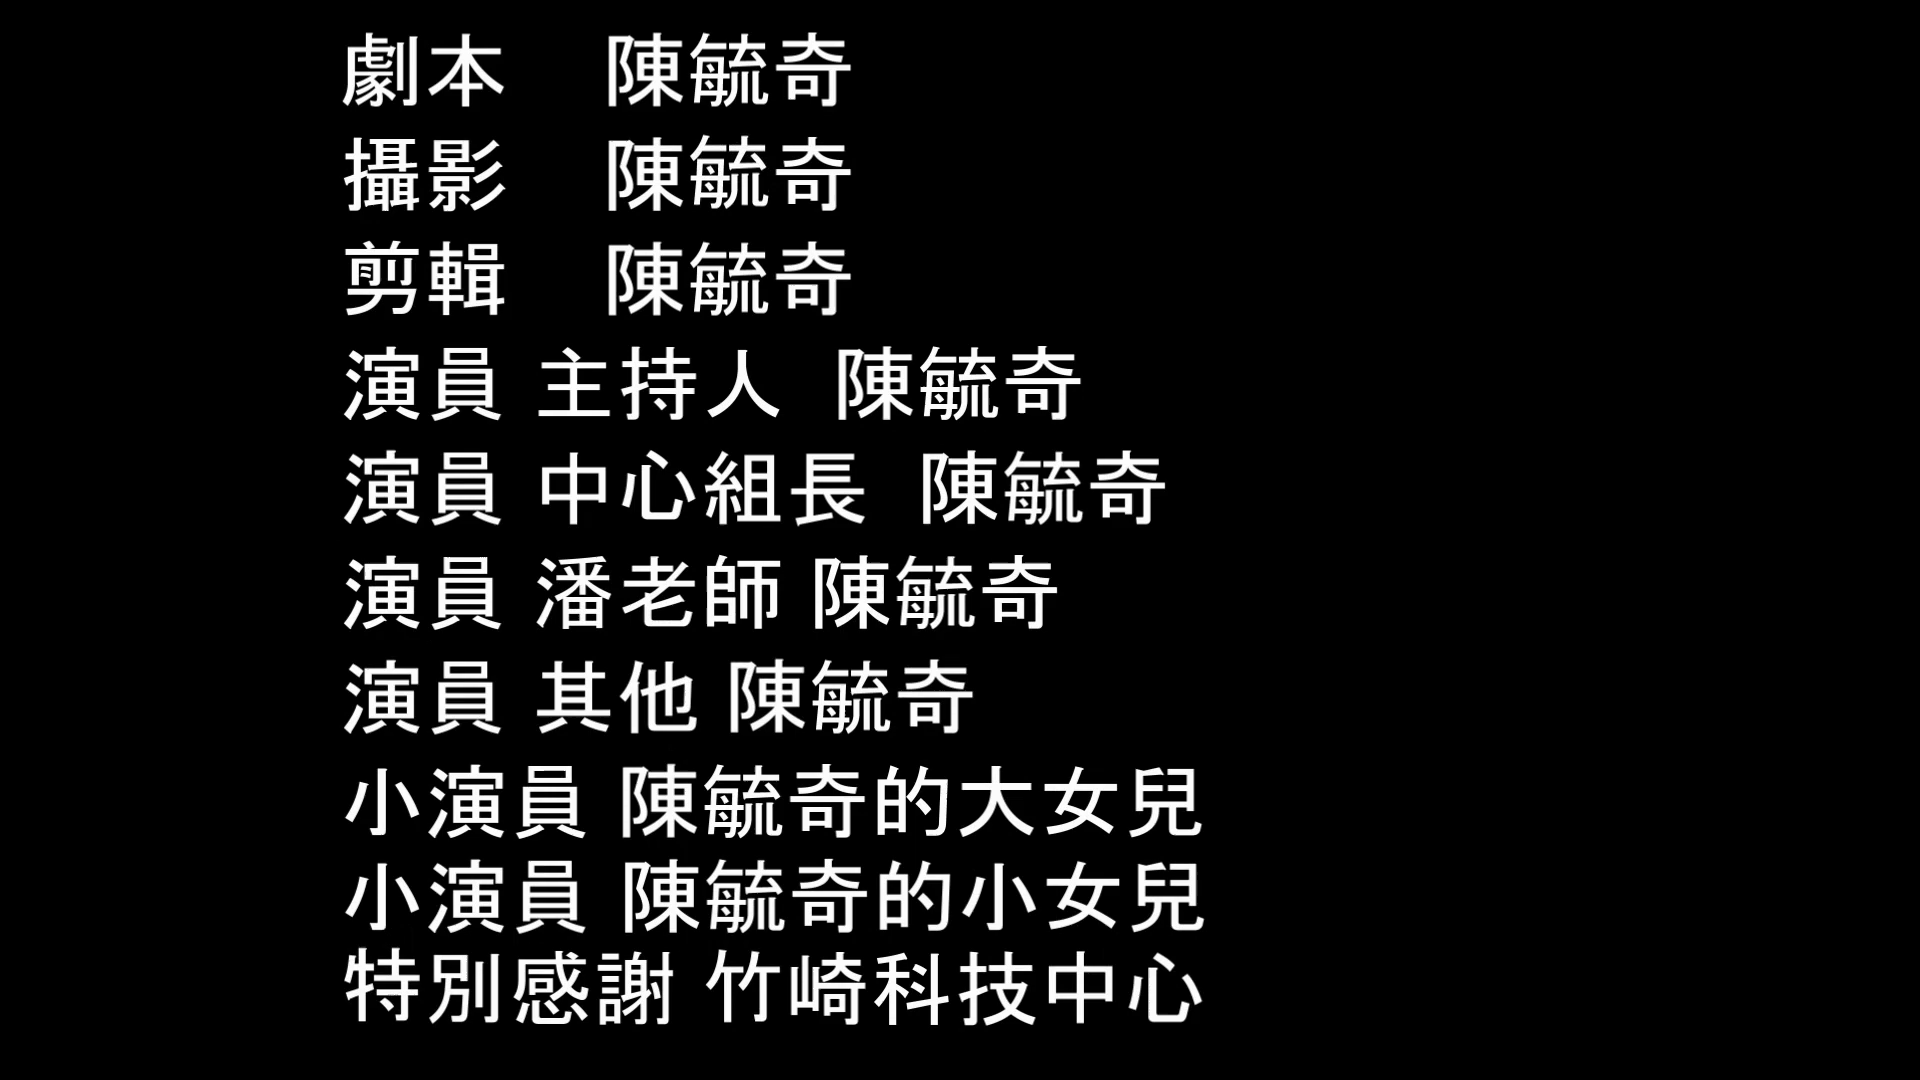 劇本 陳毓奇
攝影 陳毓奇
剪輯 陳毓奇
演員 主持人 陳毓奇
演員 中心組長 陳毓奇
演員 潘老師 陳毓奇
演員 其他 陳毓奇
小演員 陳毓奇的大女兒
小演員 陳毓奇的小女兒
特別感謝 竹崎科技中心